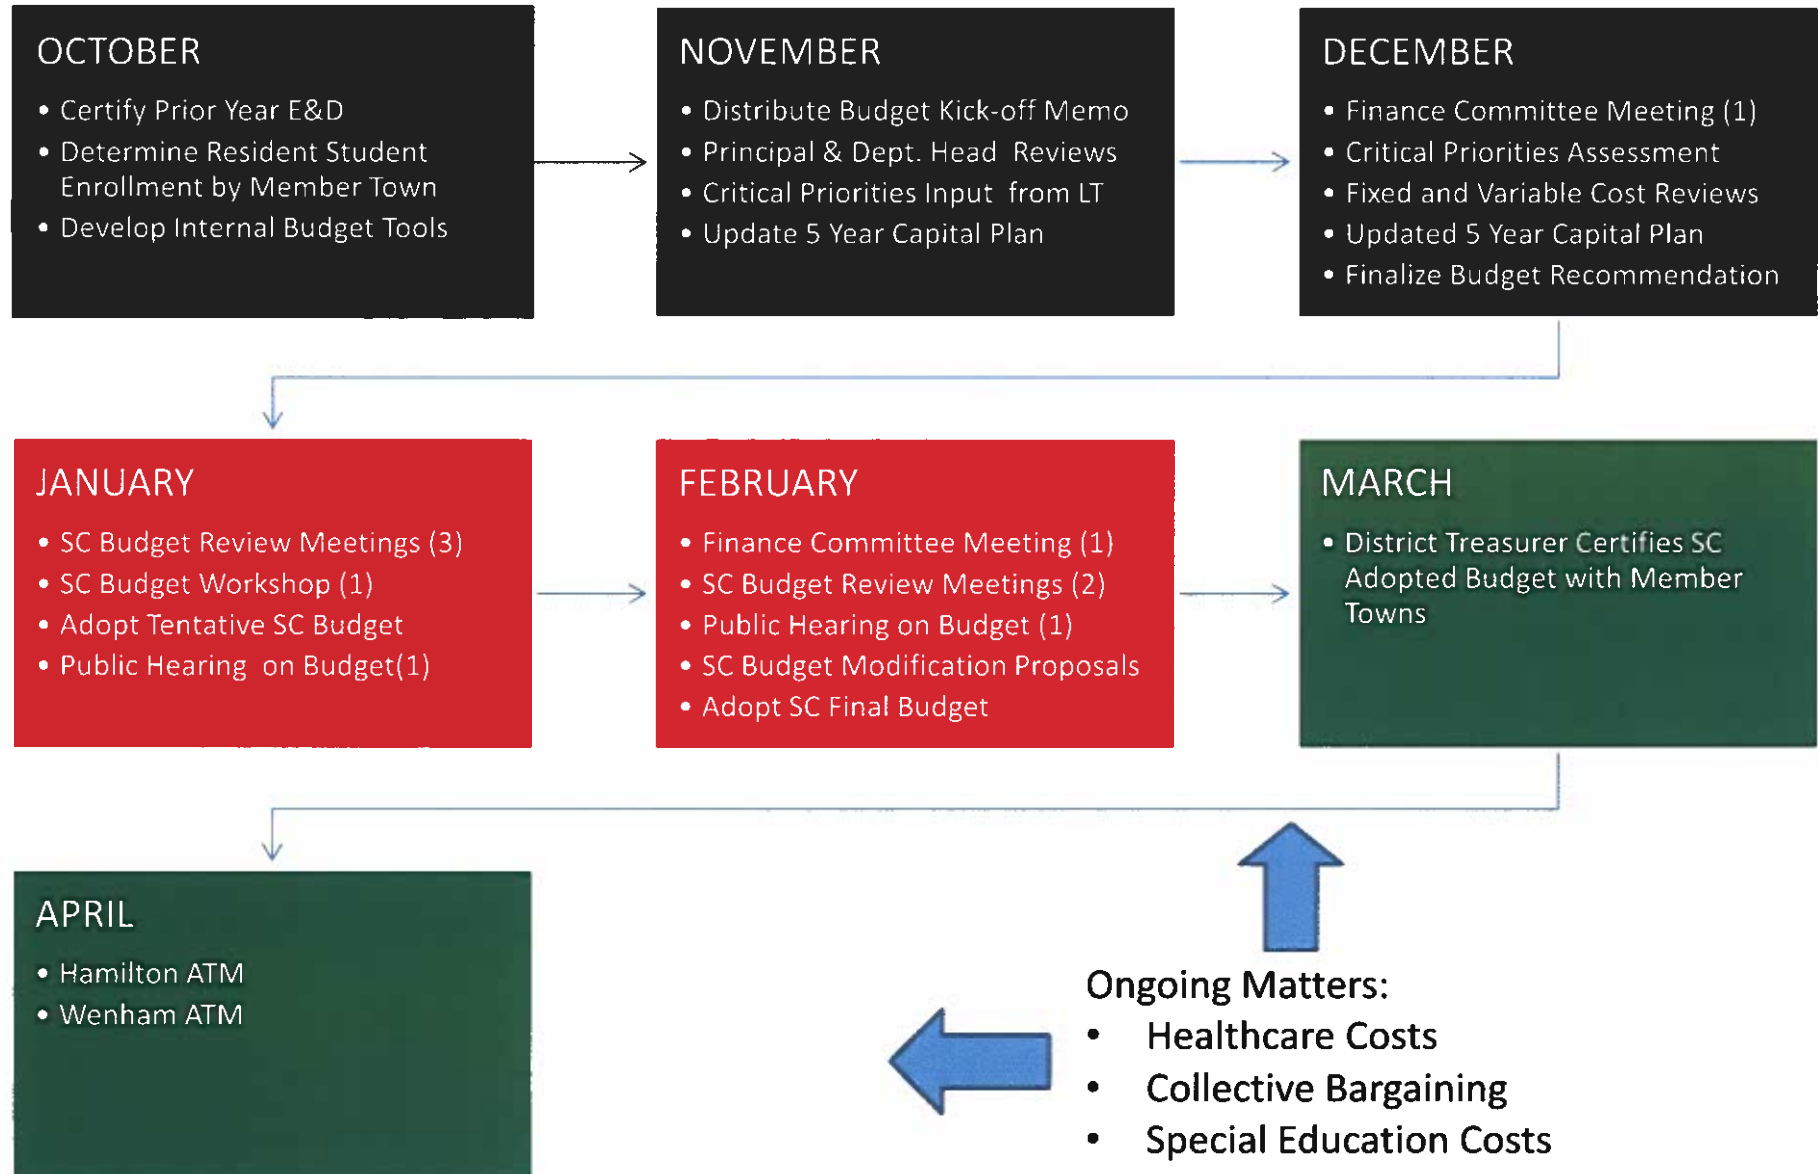 OCTOBER
• Certify Prior Year E&D
• Determine Resident Student
Enrollment by Member Town
• Develop Internal Budget Tools
NOVEMBER
• Distribute Budget Kick-off Memo
• Principal & Dept. Head Reviews
• Critical Priorities Input from LT
• Update 5 Year Capital Plan
DECEMBER
• Finance Committee Meeting (1)
• Critical Priorities Assessment
• Fixed and Variable Cost Reviews
• Updated 5 Year Capital Plan
• Finalize Budget Recommendation
JANUARY
• SC Budget Review Meetings (3)
• SC Budget Workshop (1)
• Adopt Tentative SC Budget
• Public Hearing on Budget(1)
FEBRUARY
• Finance Committee Meeting (1)
• SC Budget Review Meetings (2)
• Public Hearing on Budget (1)
• SC Budget Modification Proposals
• Adopt SC Final Budget
MARCH
• District Treasurer Certifies SC
Adopted Budget with Member
Towns
APRIL
• Hamilton ATM
• Wenham ATM
Ongoing Matters:
• Healthcare Costs
• Collective Bargaining
• Special Education Costs